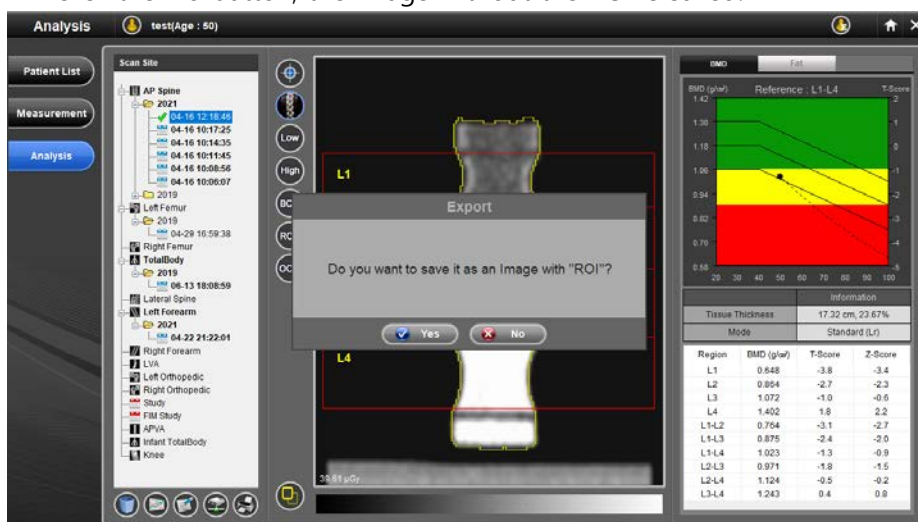 Analysis
test(Age : 50)
Patient List
Measurement
Analysis
Scan Site
AP Spine
2021
04-16 12:18:46
04-16 10:17:25
04-16 10:14:35
04-16 10:11:45
04-16 10:08:56
04-16 10:06:07
2019
Left Femur
2019
04-29 16:59:38
Right Femur
TotalBody
2019
06-13 18:08:59
Lateral Spine
Left Forearm
2021
04-22 21:22:01
Right Forearm
LVA
Left Orthopedic
Right Orthopedic
Study
FIM Study
APVA
Infant TotalBody
Knee
Low
High
L1
L4
Export
Do you want to save it as an Image with "ROI"?
Yes
No
BMD
Fat
BMD (g/㎠)
Reference : L1-L4
T-Score
1.42
1.30
1.18
1.06
0.94
0.82
0.70
0.58
2
1
0
-1
-2
-3
-4
-5
20 30 40 50 60 70 80 90 100
Information
Tissue Thickness 17.32 cm, 23.67%
Mode Standard (Lr)
Region BMD (g/㎠) T-Score Z-Score
L1 0.648 -3.8 -3.4
L2 0.864 -2.7 -2.3
L3 1.072 -1.0 -0.6
L4 1.402 1.8 2.2
L1-L2 0.764 -3.1 -2.7
L1-L3 0.875 -2.4 -2.0
L1-L4 1.023 -1.3 -0.9
L2-L3 0.971 -1.8 -1.5
L2-L4 1.124 -0.5 -0.2
L3-L4 1.243 0.4 0.8